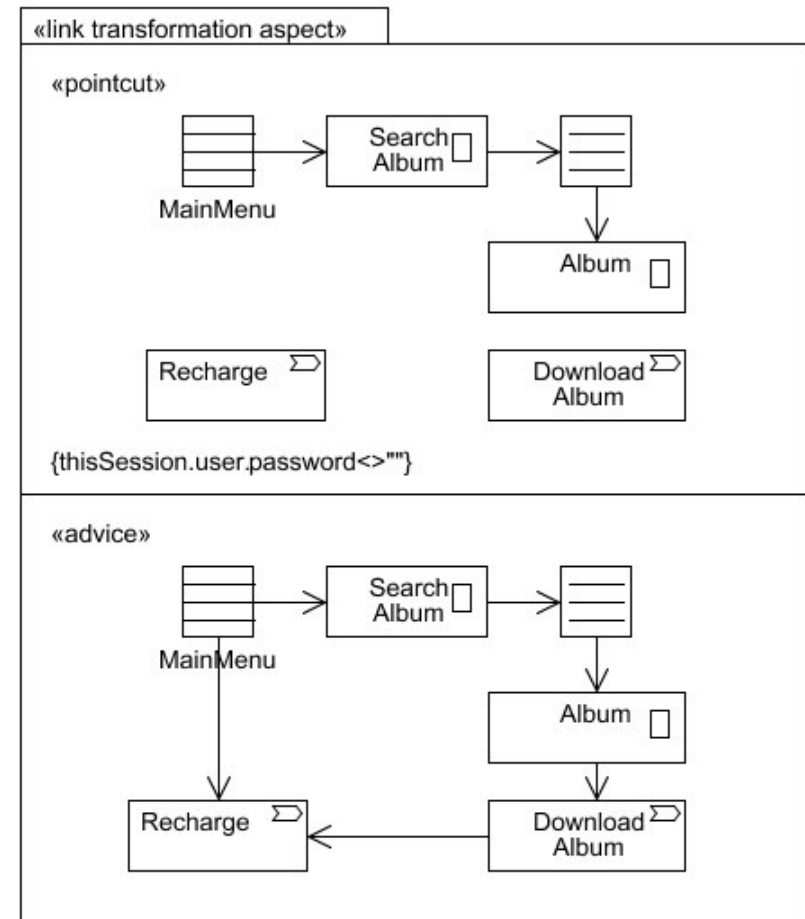 «link transformation aspect»
«pointcut»
Search
Album
MainMenu
Album
Recharge
Download
Album
{thisSession.user.password<>""}
«advice»
Search
Album
MainMenu
Album
Recharge
Download
Album